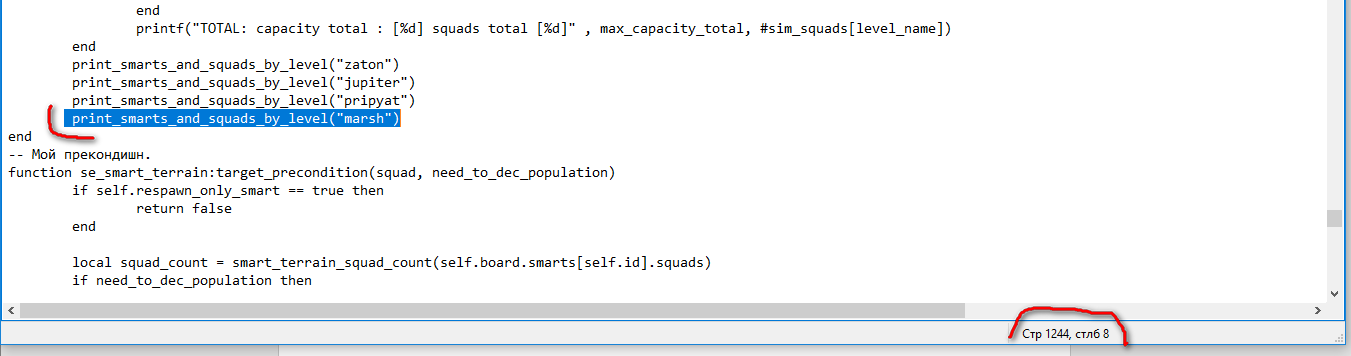 end
printf("TOTAL: capacity total : [%d] squads total [%d]" , max_capacity_total, #sim_squads[level_name])
end
print_smarts_and_squads_by_level("zaton")
print_smarts_and_squads_by_level("jupiter")
print_smarts_and_squads_by_level("pripyat")
print_smarts_and_squads_by_level("marsh")
end
-- Мой прекондишн.
function se_smart_terrain:target_precondition(squad, need_to_dec_population)
if self.respawn_only_smart == true then
return false
end
local squad_count = smart_terrain_squad_count(self.board.smarts[self.id].squads)
if need_to_dec_population then
Стр 1244, стлб 8